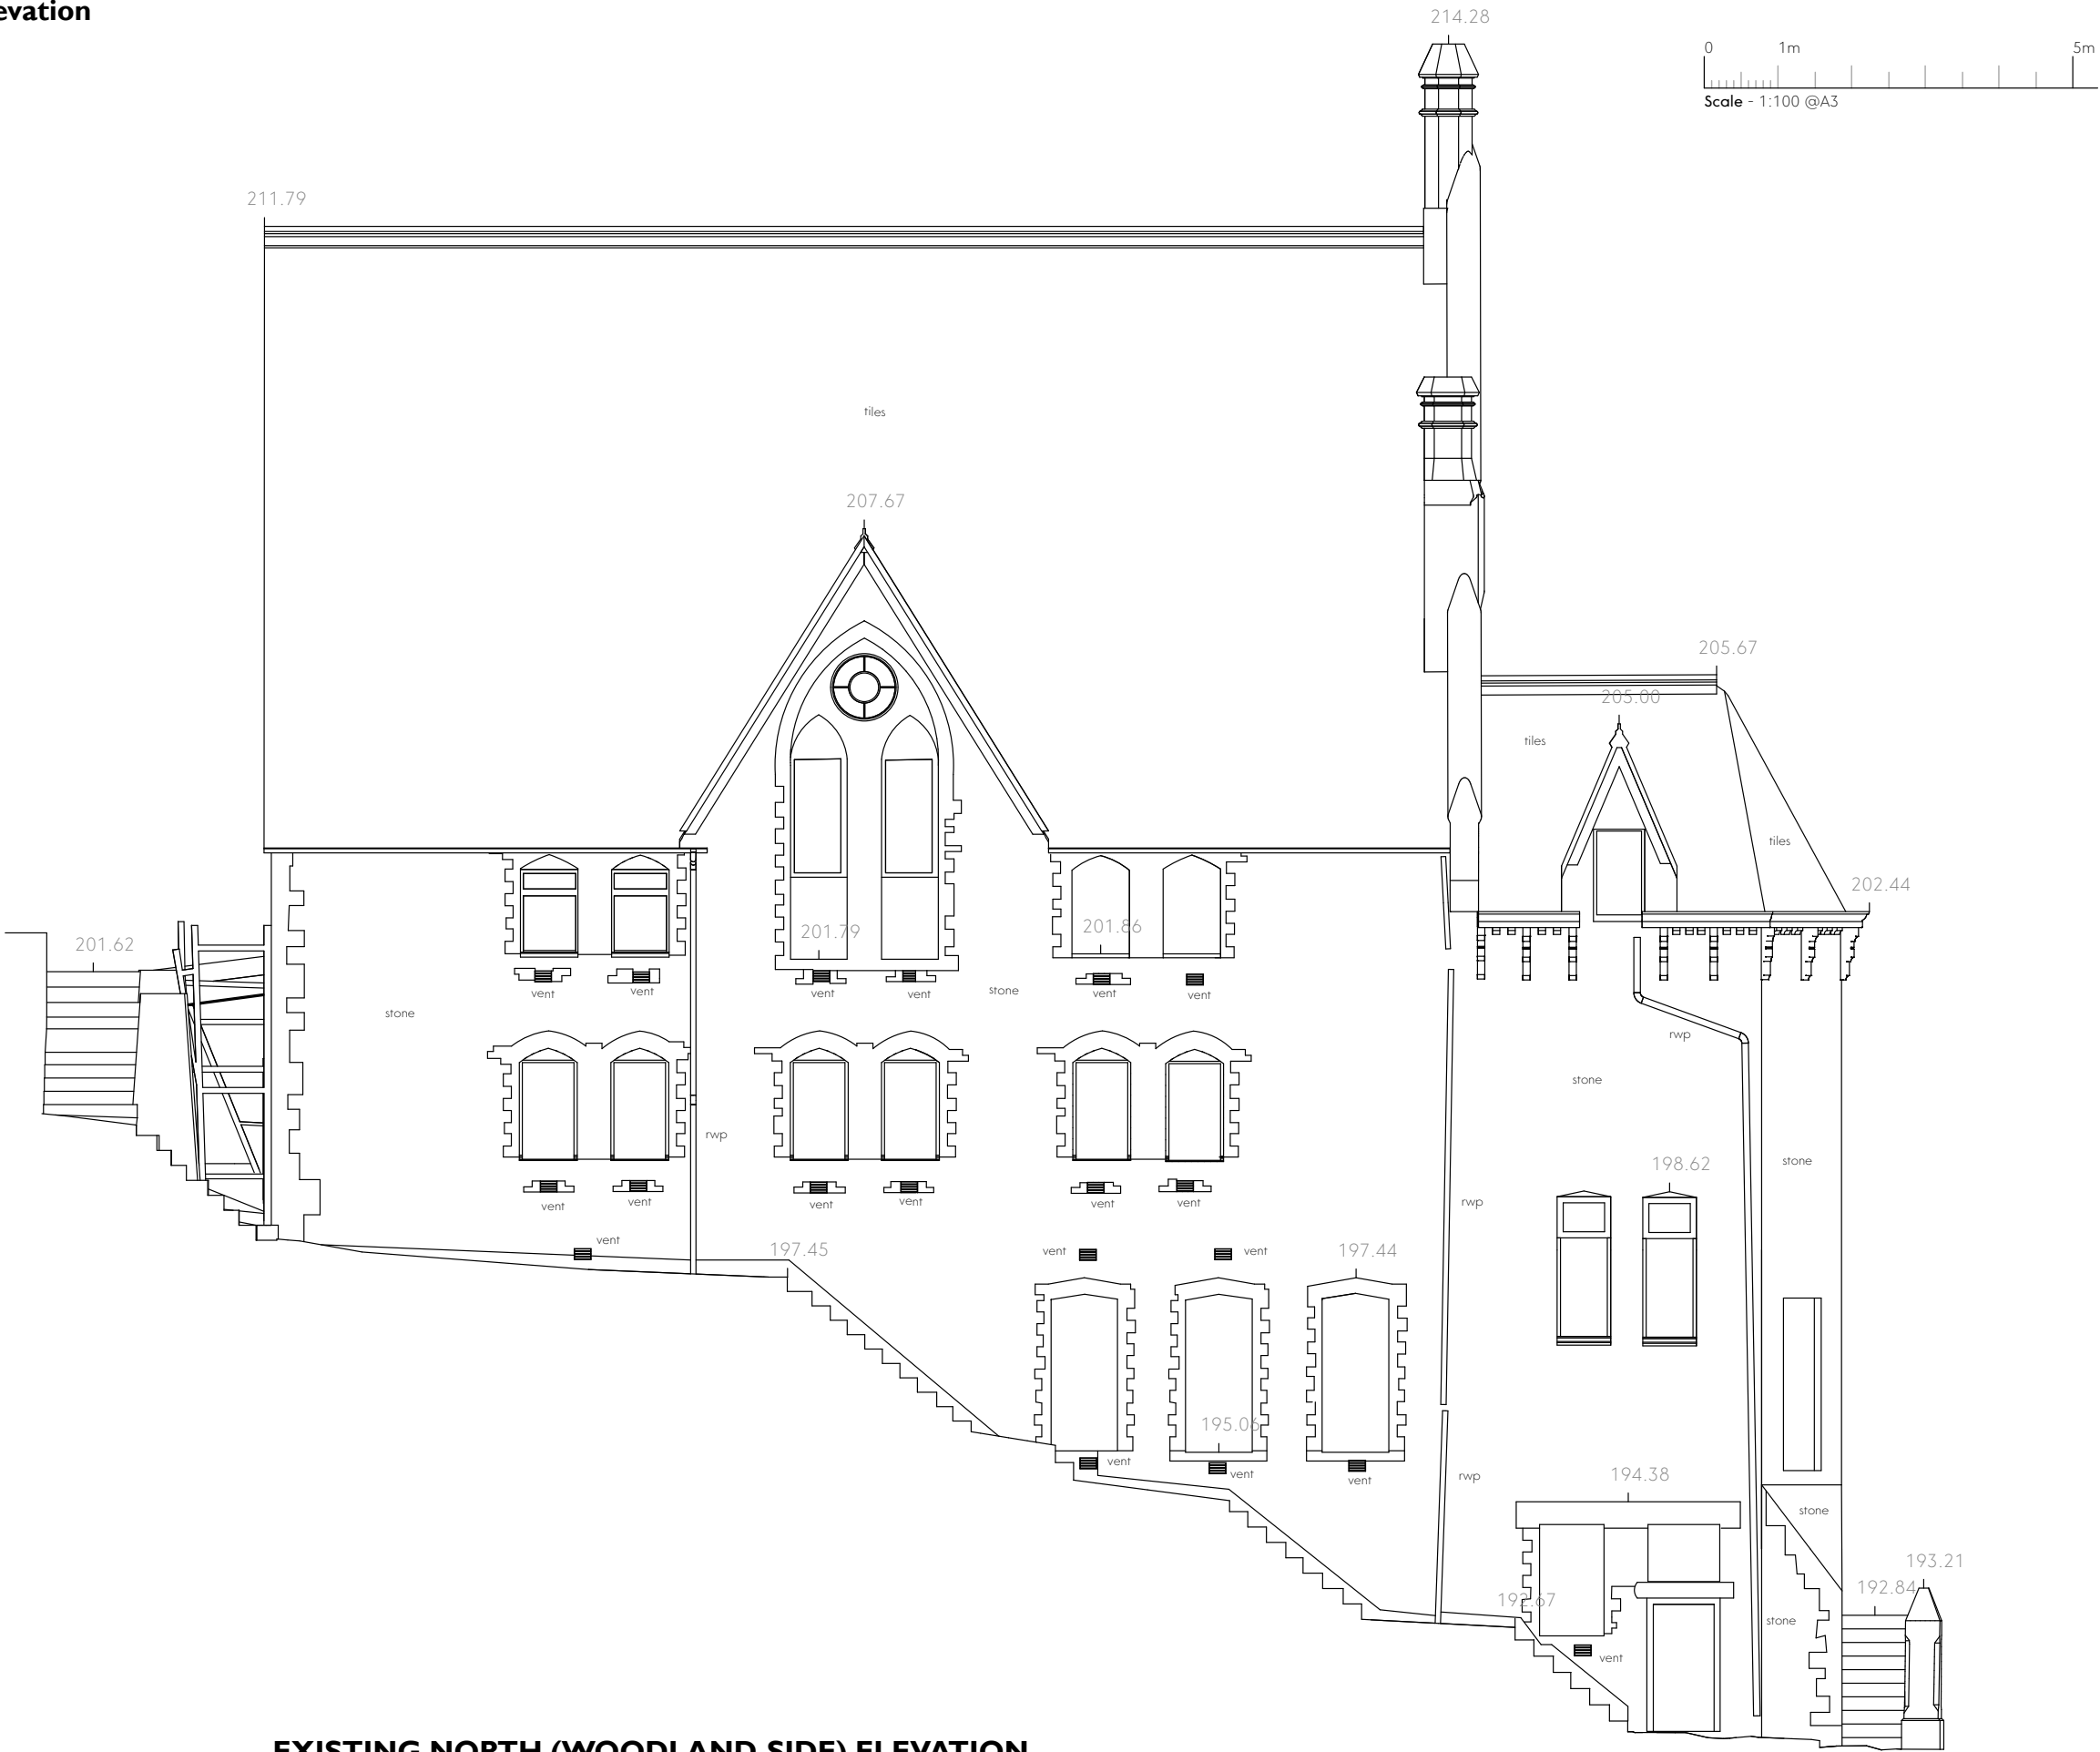 evation
214.28
0 1m 5m
Scale - 1:100 @A3
211.79
tiles
207.67
205.67
205.00
tiles
tiles
202.44
201.62
201.79
201.86
vent
vent
vent
vent
stone
vent
vent
stone
rwp
stone
rwp
stone
198.62
vent
vent
vent
vent
vent
vent
rwp
vent
197.45
vent
vent
197.44
195.06
vent
vent
vent
rwp
194.38
stone
193.21
192.84
192.67
stone
vent
EXISTING NORTH (WOODLAND SIDE) ELEVATION